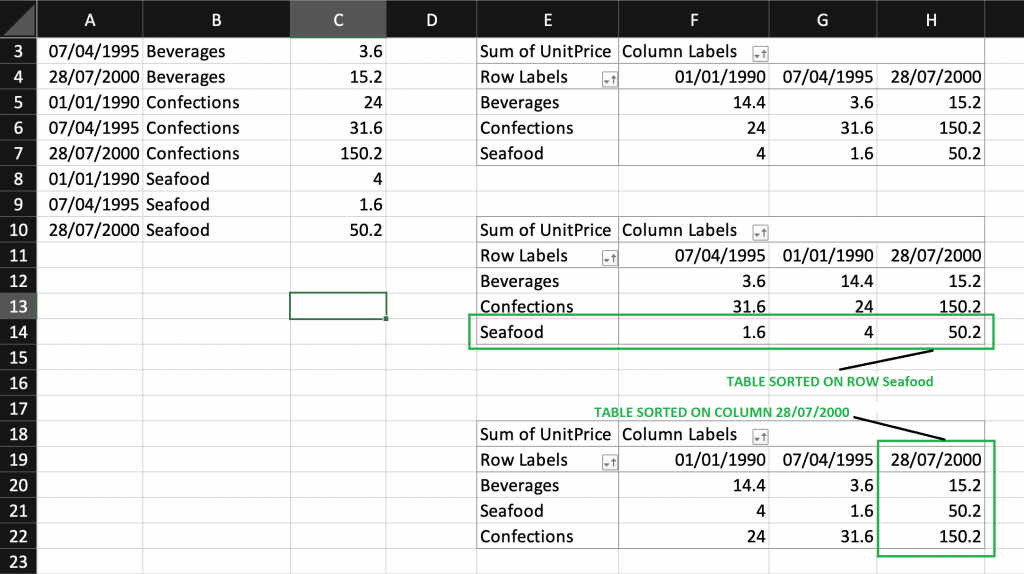 A B C D E F G H
3 07/04/1995 Beverages 3.6 Sum of UnitPrice Column Labels
4 28/07/2000 Beverages 15.2 Row Labels 01/01/1990 07/04/1995 28/07/2000
5 01/01/1990 Confections 24 Beverages 14.4 3.6 15.2
6 07/04/1995 Confections 31.6 Confections 24 31.6 150.2
7 28/07/2000 Confections 150.2 Seafood 4 1.6 50.2
8 01/01/1990 Seafood 4
9 07/04/1995 Seafood 1.6
10 28/07/2000 Seafood 50.2 Sum of UnitPrice Column Labels
11 Row Labels 07/04/1995 01/01/1990 28/07/2000
12 Beverages 3.6 14.4 15.2
13 Confections 31.6 24 150.2
14 Seafood 1.6 4 50.2
15
16 TABLE SORTED ON ROW Seafood
17 TABLE SORTED ON COLUMN 28/07/2000
18 Sum of UnitPrice Column Labels
19 Row Labels 01/01/1990 07/04/1995 28/07/2000
20 Beverages 14.4 3.6 15.2
21 Seafood 4 1.6 50.2
22 Confections 24 31.6 150.2
23